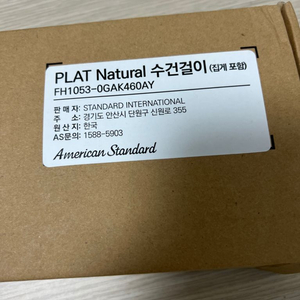 PLAT Natural 수건걸이 (집게 포함)
FH1053-0GAK460AY
판 매 자 : STANDARD INTERNATIONAL
주 소 : 경기도 안산시 단원구 신원로 355
원 산 지 : 한국
AS문의 : 1588-5903
American Standard